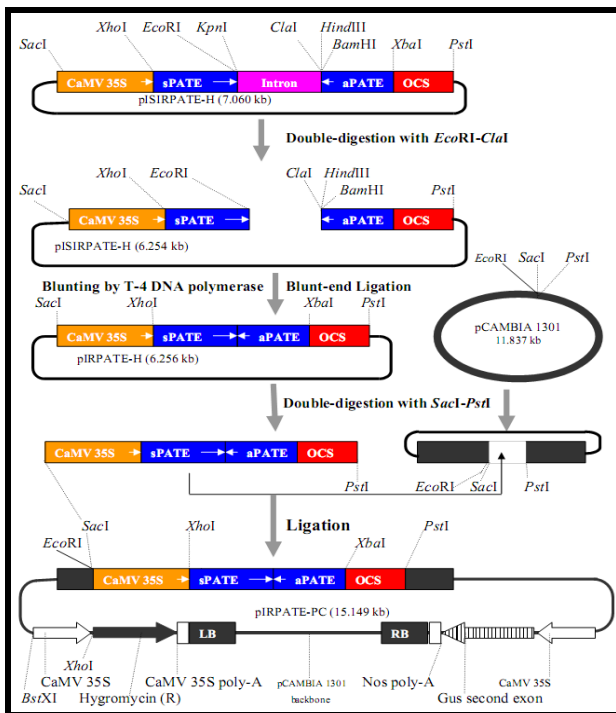 XhoI EcoRI KpnI ClaI HindIII
SacI BamHI XbaI PstI
CaMV 35S sPATE Intron aPATE OCS
pISIRPATE-H (7.060 kb)
Double-digestion with EcoRI-ClaI
XhoI EcoRI ClaI HindIII
SacI BamHI PstI
CaMV 35S sPATE aPATE OCS
pISIRPATE-H (6.254 kb)
EcoRI SacI PstI
Blunting by T-4 DNA polymerase Blunt-end Ligation
SacI XhoI XbaI PstI
pCAMBIA 1301
11.837 kb
CaMV 35S sPATE aPATE OCS
pIRPATE-H (6.256 kb)
Double-digestion with SacI-PstI
CaMV 35S sPATE aPATE OCS
PstI EcoRI SacI PstI
Ligation
SacI XhoI PstI
EcoRI XbaI
CaMV 35S sPATE aPATE OCS
pIRPATE-PC (15.149 kb)
LB RB
XhoI
BstXI CaMV 35S CaMV 35S poly-A pCAMBIA 1301 Nos poly-A CaMV 35S
Hygromycin (R) backbone Gus second exon